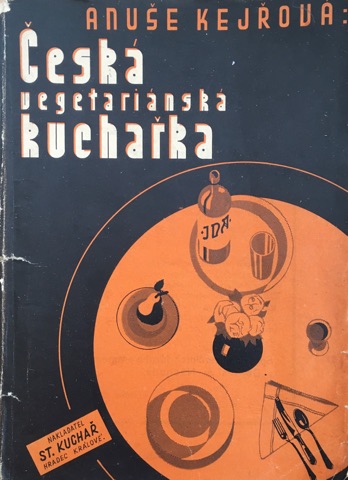 ANUŠE KEJŘOVÁ:
Česká
vegetariánská
kuchařka
IDA
NAKLADATEL
ST. KUCHAŘ
HRADEC KRÁLOVÉ.